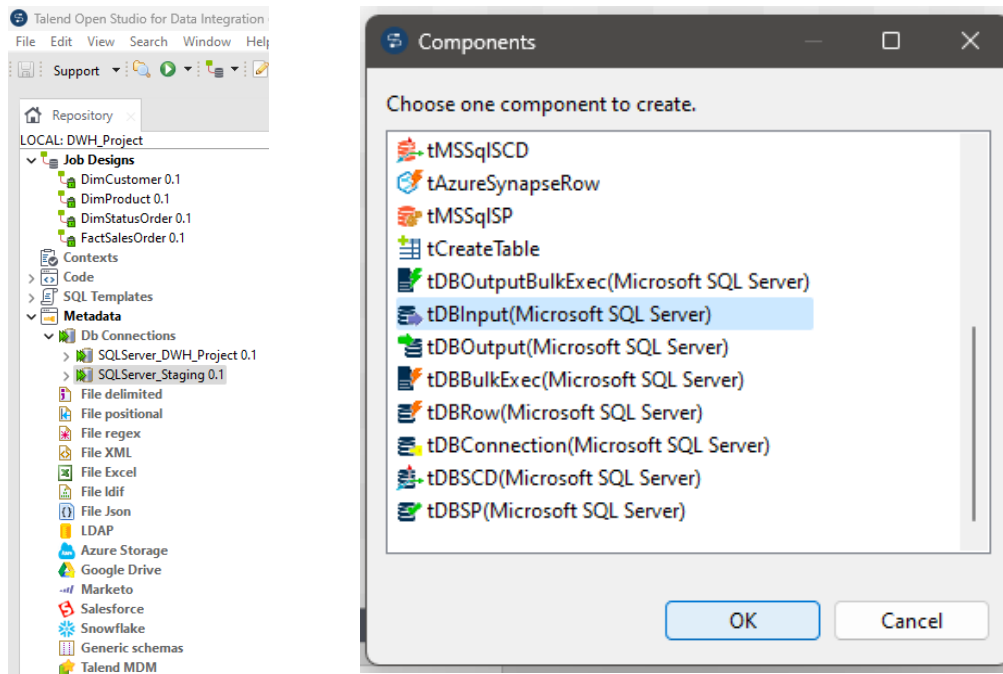 Talend Open Studio for Data Integration
File Edit View Search Window Help
Support
Repository
LOCAL: DWH_Project
Job Designs
DimCustomer 0.1
DimProduct 0.1
DimStatusOrder 0.1
FactSalesOrder 0.1
Contexts
Code
SQL Templates
Metadata
Db Connections
SQLServer_DWH_Project 0.1
SQLServer_Staging 0.1
File delimited
File positional
File regex
File XML
File Excel
File ldif
File Json
LDAP
Azure Storage
Google Drive
Marketo
Salesforce
Snowflake
Generic schemas
Talend MDM
Components
Choose one component to create.
tMSSqlSCD
tAzureSynapseRow
tMSSqlSP
tCreateTable
tDBOutputBulkExec(Microsoft SQL Server)
tDBInput(Microsoft SQL Server)
tDBOutput(Microsoft SQL Server)
tDBBulkExec(Microsoft SQL Server)
tDBRow(Microsoft SQL Server)
tDBConnection(Microsoft SQL Server)
tDBSCD(Microsoft SQL Server)
tDBSP(Microsoft SQL Server)
OK Cancel